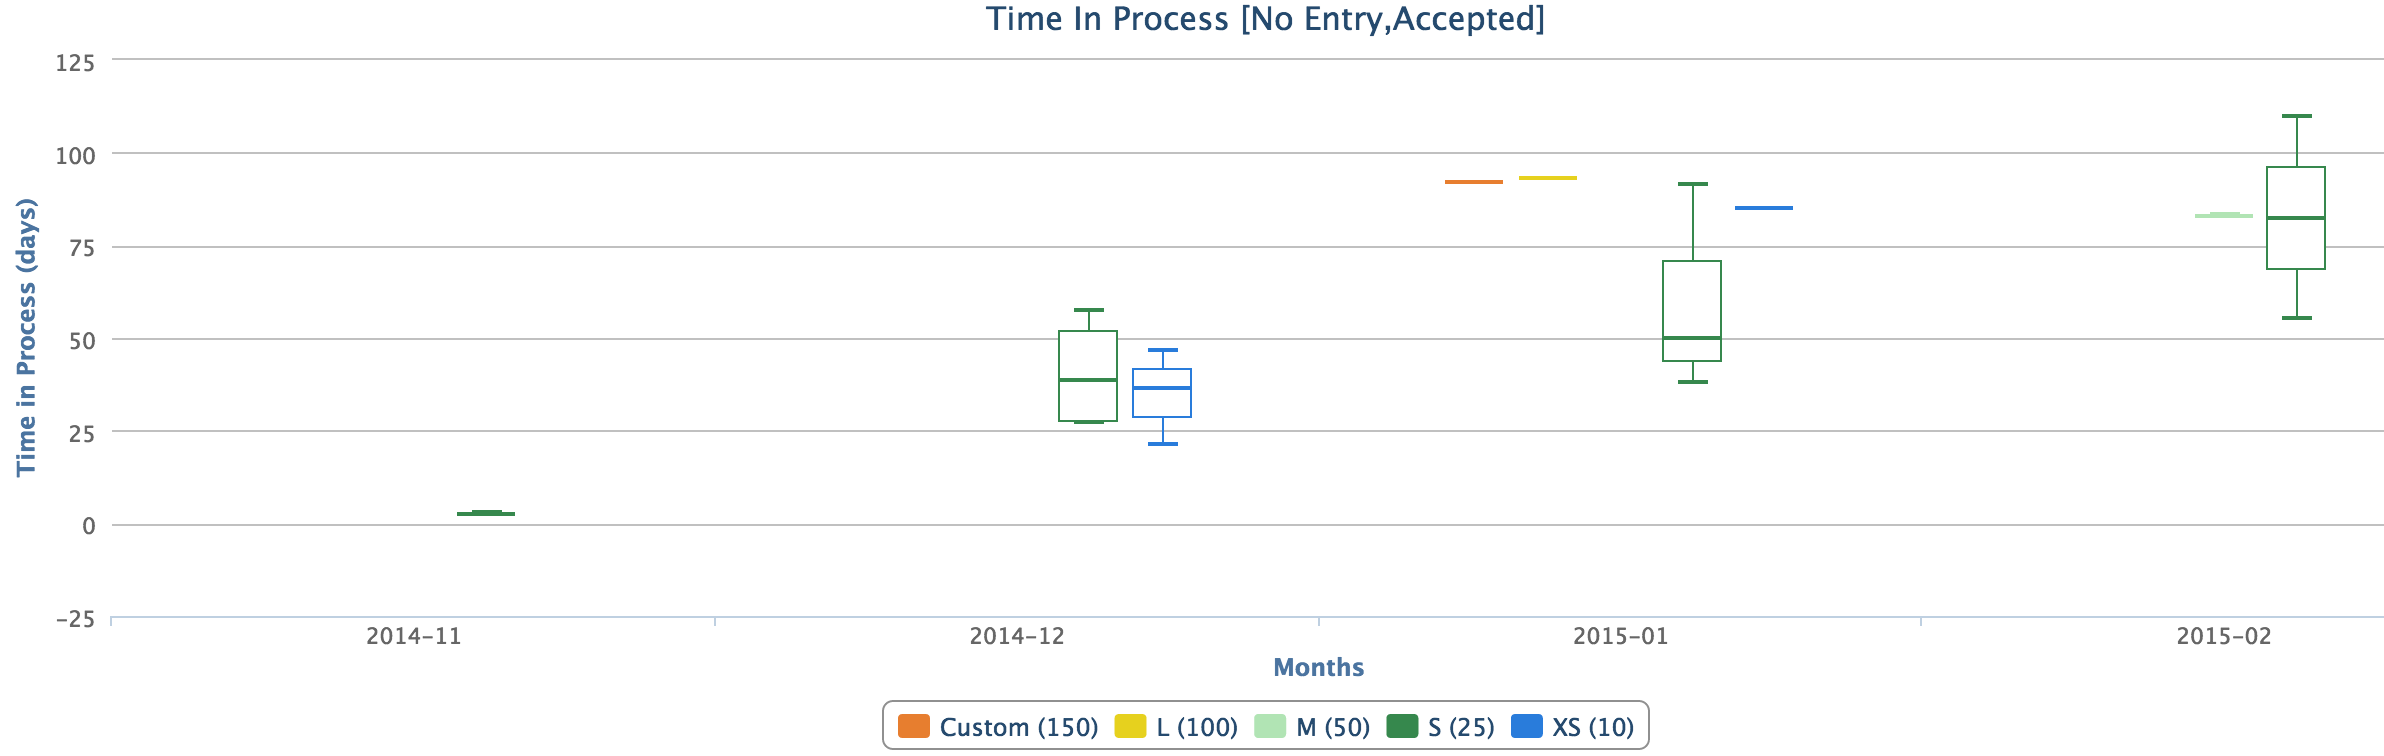 Time In Process [No Entry,Accepted]
Time in Process (days)
125
100
75
50
25
0
-25
2014-11 2014-12 2015-01 2015-02
Months
Custom (150) L (100) M (50) S (25) XS (10)